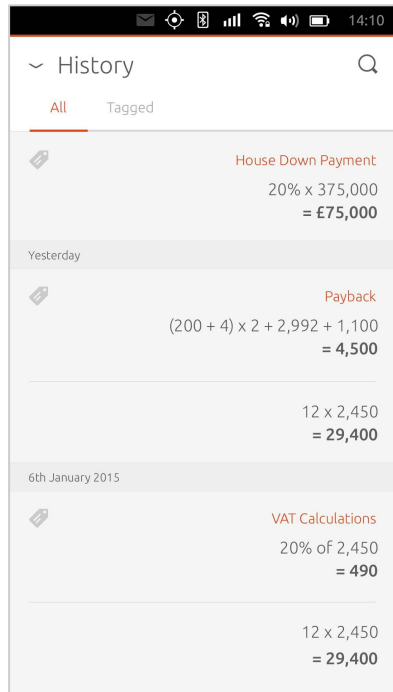 14:10
History
All Tagged
House Down Payment
20% x 375,000
= £75,000
Yesterday
Payback
(200 + 4) x 2 + 2,992 + 1,100
= 4,500
12 x 2,450
= 29,400
6th January 2015
VAT Calculations
20% of 2,450
= 490
12 x 2,450
= 29,400